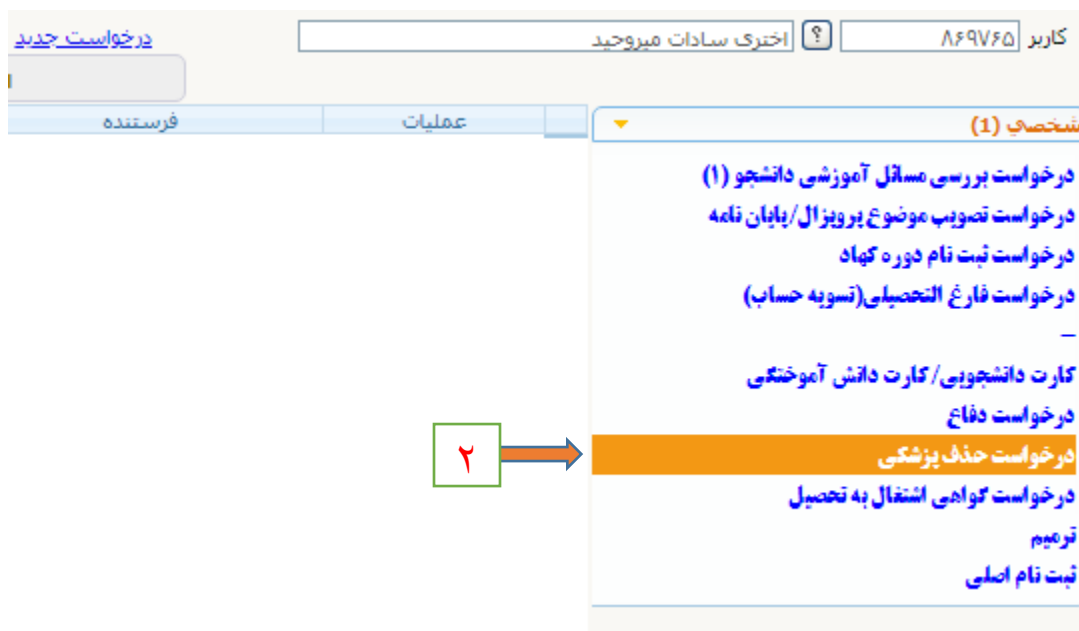 کاربر ۸۶۹۷۶۵ ? اختری سادات میروحید درخواست جدید
شخصي (1) عملیات فرستنده
درخواست بررسی مسائل آموزشی دانشجو (۱)
درخواست تصویب موضوع پروپزال/پایان نامه
درخواست ثبت نام دوره کهاد
درخواست فارغ التحصیلی(تسویه حساب)
_
کارت دانشجویی/ کارت دانش آموختگی
درخواست دفاع
درخواست حذف پزشکی
۲
درخواست گواهی اشتغال به تحصیل
ترمیم
ثبت نام اصلی